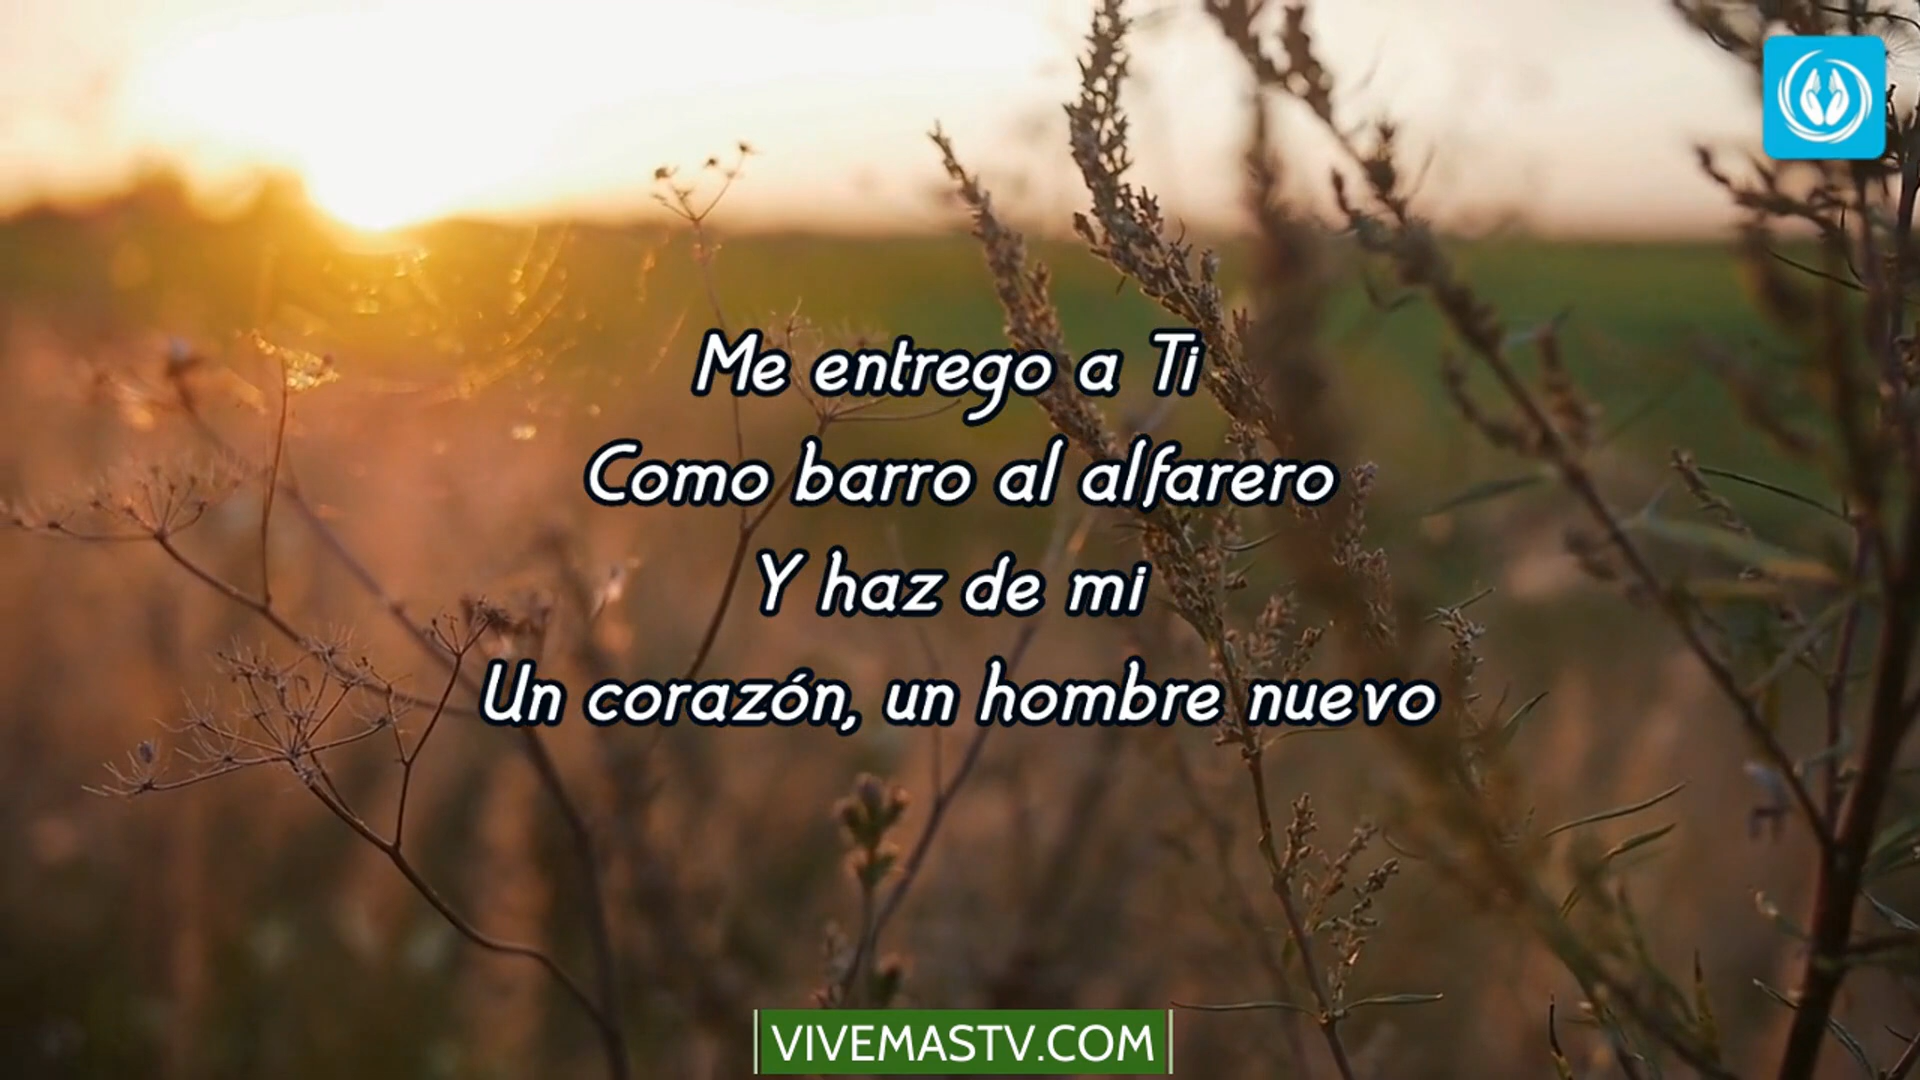 Me entrego a Ti
Como barro al alfarero
Y haz de mi
Un corazón, un hombre nuevo
VIVEMASTV.COM